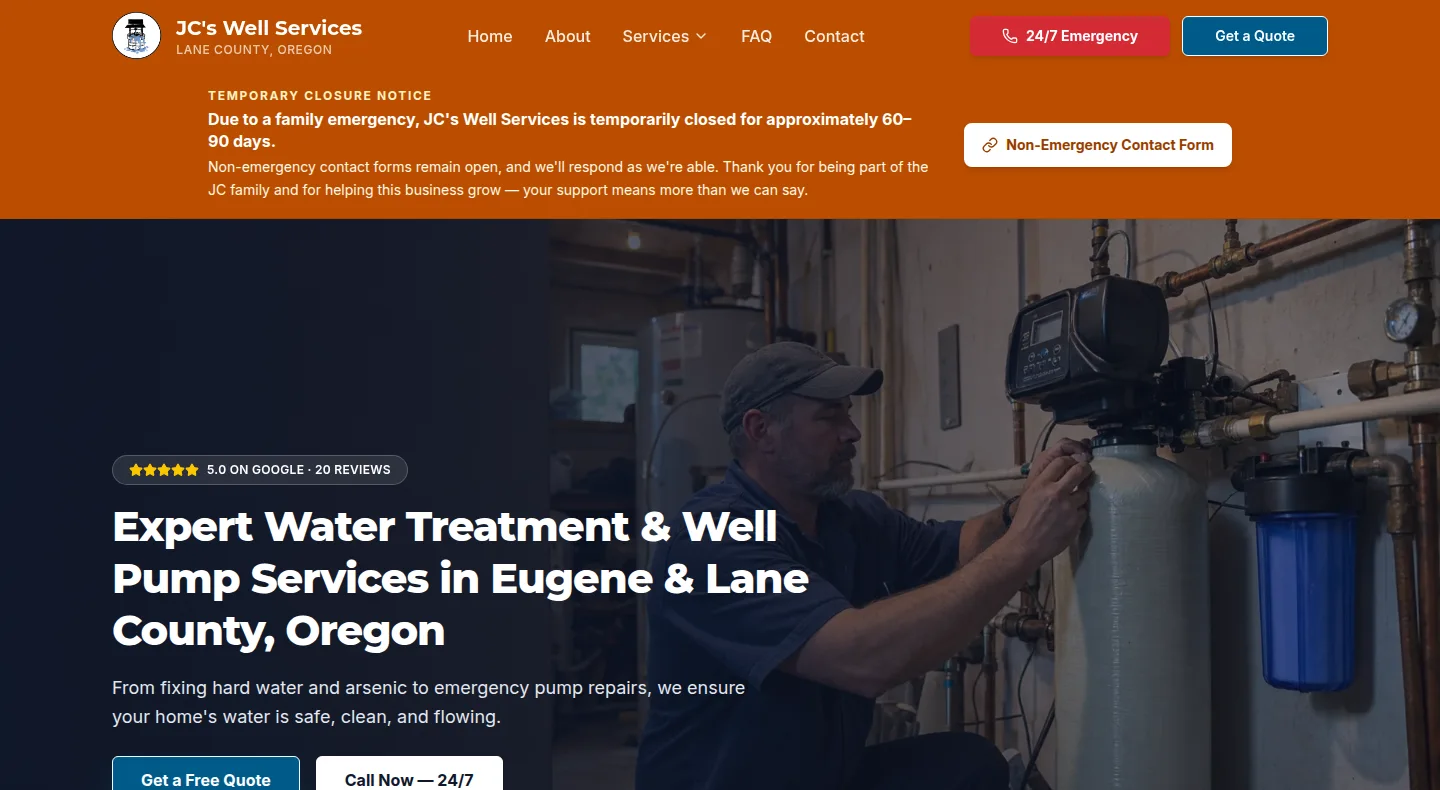 JC's Well Services
LANE COUNTY, OREGON
Home
About
Services
FAQ
Contact
24/7 Emergency
Get a Quote
TEMPORARY CLOSURE NOTICE
Due to a family emergency, JC's Well Services is temporarily closed for approximately 60–
90 days.
Non-emergency contact forms remain open, and we'll respond as we're able. Thank you for being part of the
JC family and for helping this business grow — your support means more than we can say.
Non-Emergency Contact Form
5.0 ON GOOGLE · 20 REVIEWS
Expert Water Treatment & Well
Pump Services in Eugene & Lane
County, Oregon
From fixing hard water and arsenic to emergency pump repairs, we ensure
your home's water is safe, clean, and flowing.
Get a Free Quote
Call Now — 24/7